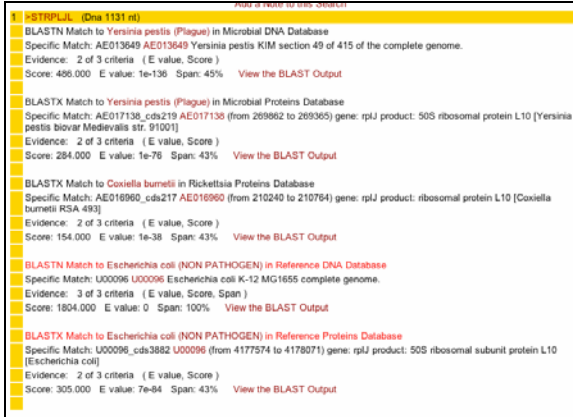 Add a Note to this Search
1 >STRPLJL (Dna 1131 nt)
BLASTN Match to Yersinia pestis (Plague) in Microbial DNA Database
Specific Match: AE013649 AE013649 Yersinia pestis KIM section 49 of 415 of the complete genome.
Evidence: 2 of 3 criteria ( E value, Score )
Score: 486.000 E value: 1e-136 Span: 45% View the BLAST Output
BLASTX Match to Yersinia pestis (Plague) in Microbial Proteins Database
Specific Match: AE017138_cds219 AE017138 (from 269862 to 269365) gene: rplJ product: 50S ribosomal protein L10 [Yersinia
pestis biovar Medievalis str. 91001]
Evidence: 2 of 3 criteria ( E value, Score )
Score: 284.000 E value: 1e-76 Span: 43% View the BLAST Output
BLASTX Match to Coxiella burnetii in Rickettsia Proteins Database
Specific Match: AE016960_cds217 AE016960 (from 210240 to 210764) gene: rplJ product: ribosomal protein L10 [Coxiella
burnetii RSA 493]
Evidence: 2 of 3 criteria ( E value, Score )
Score: 154.000 E value: 1e-38 Span: 43% View the BLAST Output
BLASTN Match to Escherichia coli (NON PATHOGEN) in Reference DNA Database
Specific Match: U00096 U00096 Escherichia coli K-12 MG1655 complete genome.
Evidence: 3 of 3 criteria ( E value, Score, Span )
Score: 1804.000 E value: 0 Span: 100% View the BLAST Output
BLASTX Match to Escherichia coli (NON PATHOGEN) in Reference Proteins Database
Specific Match: U00096_cds3882 U00096 (from 4177574 to 4178071) gene: rplJ product: 50S ribosomal subunit protein L10
[Escherichia coli]
Evidence: 2 of 3 criteria ( E value, Score )
Score: 305.000 E value: 7e-84 Span: 43% View the BLAST Output